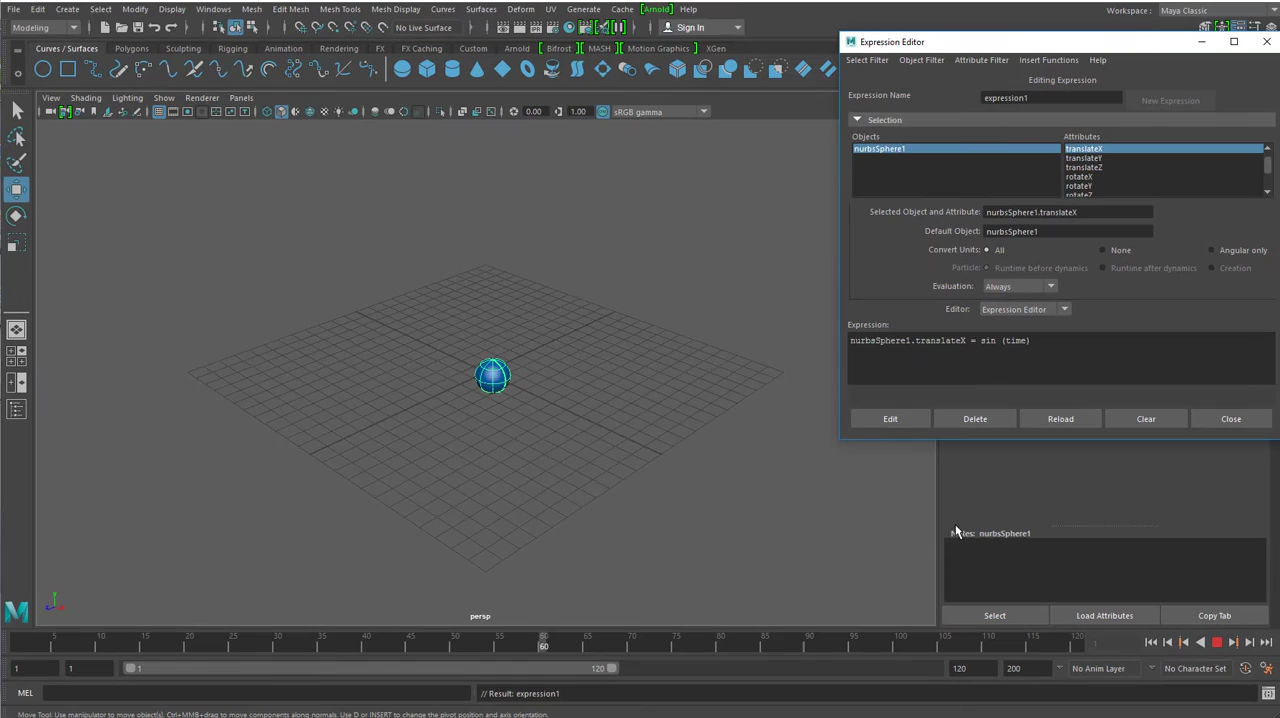 File Edit Create Select Modify Display Windows Mesh Edit Mesh Mesh Tools Mesh Display Curves Surfaces Deform UV Generate Cache [Arnold] Help Workspace : Maya Classic
Modeling No Live Surface Sign In
Curves / Surfaces Polygons Sculpting Rigging Animation Rendering FX FX Caching Custom Arnold Bifrost MASH Motion Graphics XGen
View Shading Lighting Show Renderer Panels
0.00 1.00 sRGB gamma
persp
Expression Editor
Select Filter Object Filter Attribute Filter Insert Functions Help
Editing Expression
Expression Name expression1 New Expression
Selection
Objects Attributes
nurbsSphere1 translateX
translateY
translateZ
rotateX
rotateY
rotateZ
Selected Object and Attribute: nurbsSphere1.translateX
Default Object: nurbsSphere1
Convert Units: All None Angular only
Particle: Runtime before dynamics Runtime after dynamics Creation
Evaluation: Always
Editor: Expression Editor
Expression:
nurbsSphere1.translateX = sin (time)
Edit Delete Reload Clear Close
nurbsSphere1
Select Load Attributes Copy Tab
5 10 15 20 25 30 35 40 45 50 55 60 65 70 75 80 85 90 95 100 105 110 115 120 1
60
1 1 1 120 120 200 No Anim Layer No Character Set
MEL // Result: expression1
Move Tool: Use manipulator to move object(s). Ctrl+MMB+drag to move components along normals. Use D or INSERT to change the pivot position and axis orientation.